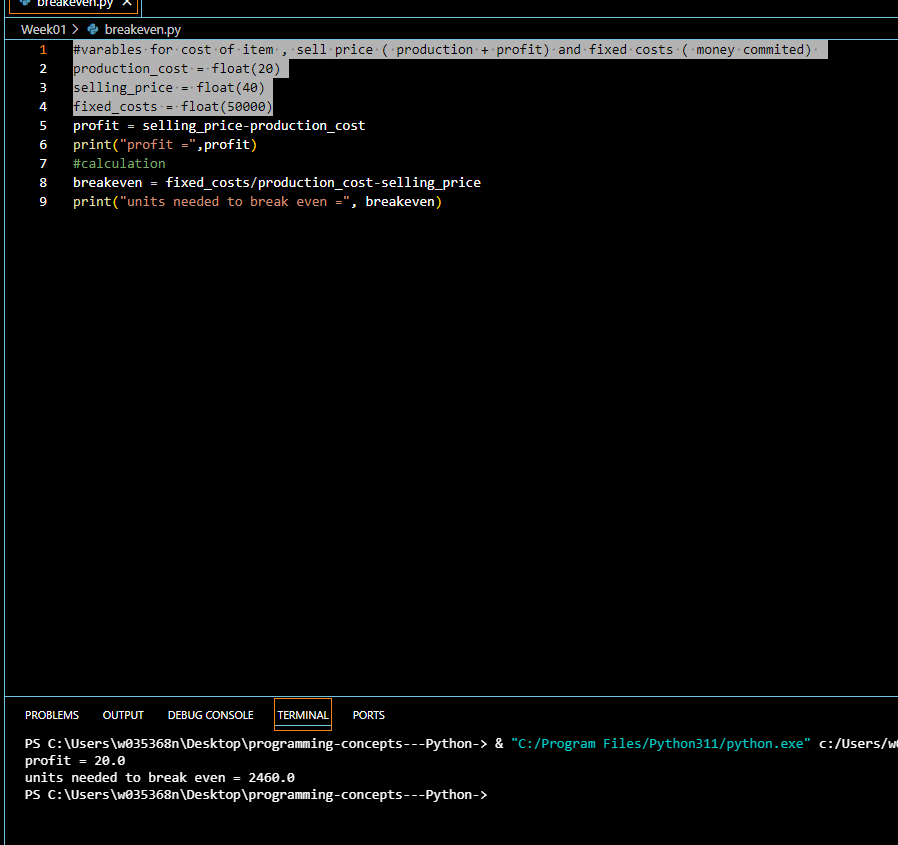 breakeven.py
Week01 > breakeven.py
1 #varables for cost of item , sell price ( production + profit) and fixed costs ( money commited)
2 production_cost = float(20)
3 selling_price = float(40)
4 fixed_costs = float(50000)
5 profit = selling_price-production_cost
6 print("profit =",profit)
7 #calculation
8 breakeven = fixed_costs/production_cost-selling_price
9 print("units needed to break even =", breakeven)
PROBLEMS OUTPUT DEBUG CONSOLE TERMINAL PORTS
PS C:\Users\w035368n\Desktop\programming-concepts---Python-> & "C:/Program Files/Python311/python.exe" c:/Users/w0
profit = 20.0
units needed to break even = 2460.0
PS C:\Users\w035368n\Desktop\programming-concepts---Python->